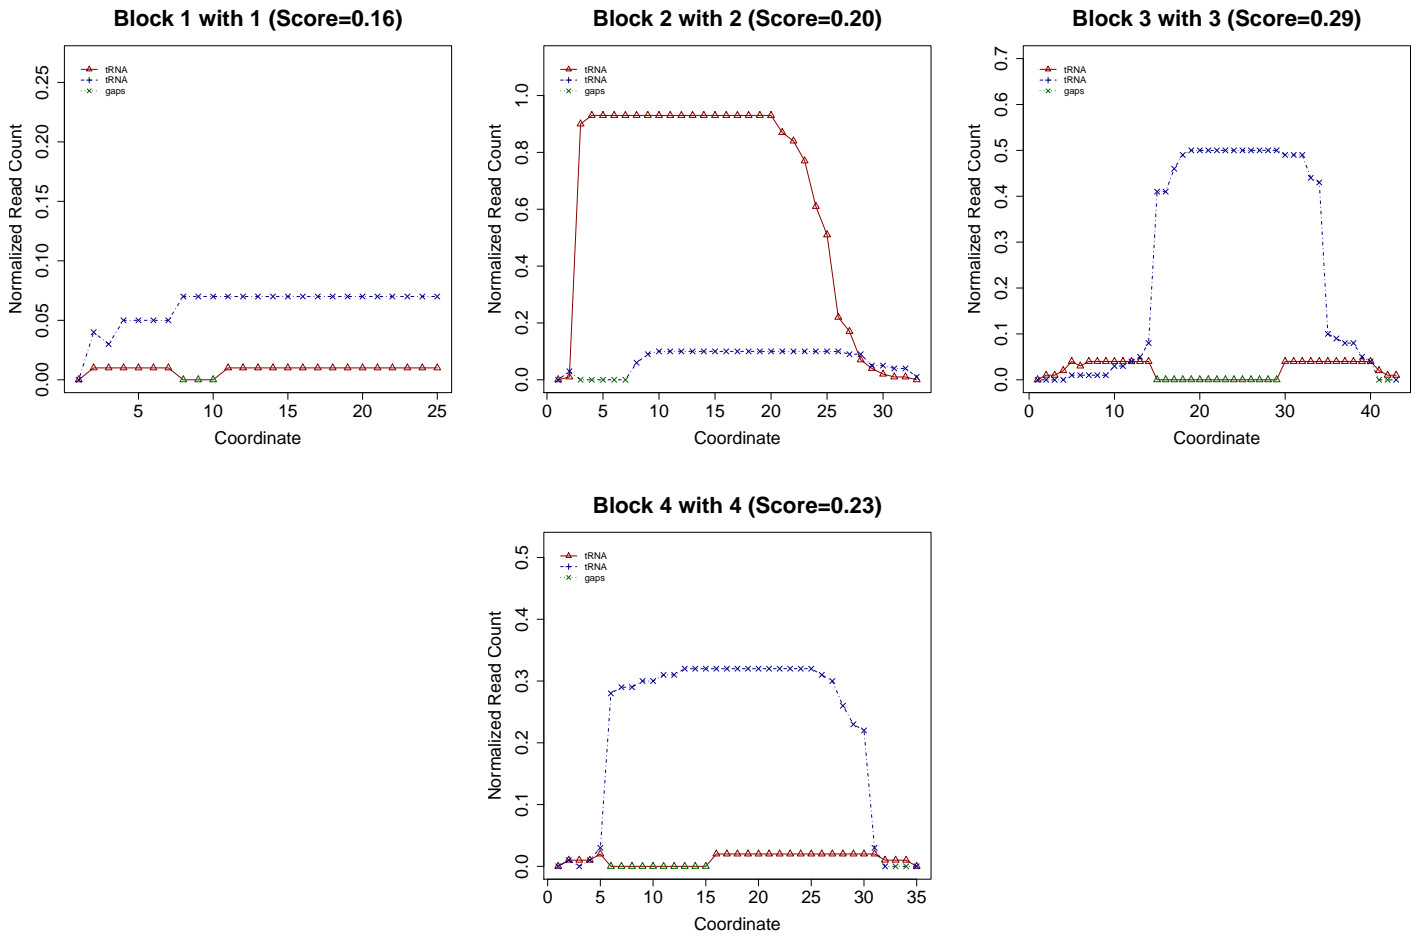 Block 1 with 1 (Score=0.16)
tRNA
tRNA
gaps
Normalized Read Count
0.00 0.05 0.10 0.15 0.20 0.25
5 10 15 20 25
Coordinate
Block 2 with 2 (Score=0.20)
tRNA
tRNA
gaps
Normalized Read Count
0.0 0.2 0.4 0.6 0.8 1.0
0 5 10 15 20 25 30
Coordinate
Block 3 with 3 (Score=0.29)
tRNA
tRNA
gaps
Normalized Read Count
0.0 0.1 0.2 0.3 0.4 0.5 0.6 0.7
0 10 20 30 40
Coordinate
Block 4 with 4 (Score=0.23)
tRNA
tRNA
gaps
Normalized Read Count
0.0 0.1 0.2 0.3 0.4 0.5
0 5 10 15 20 25 30 35
Coordinate